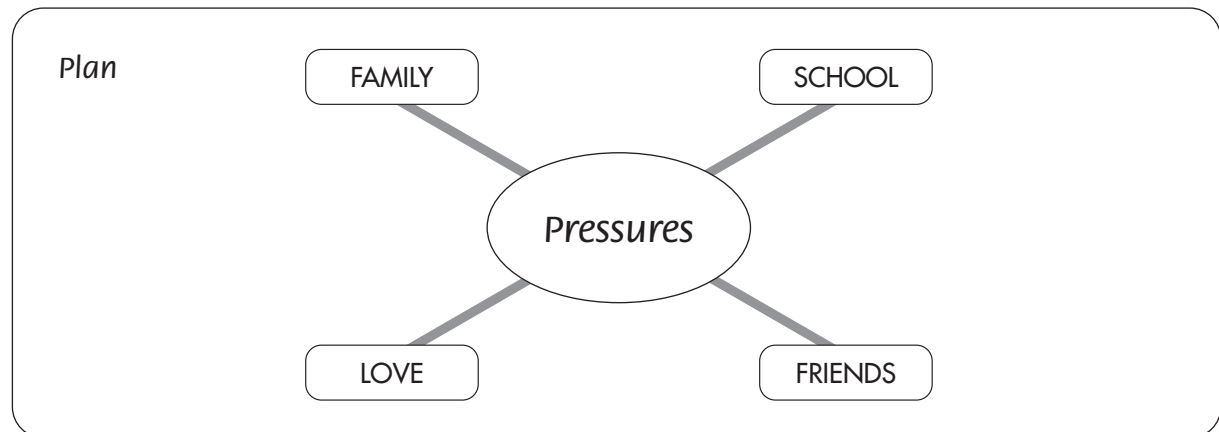 Plan
FAMILY
SCHOOL
Pressures
LOVE
FRIENDS